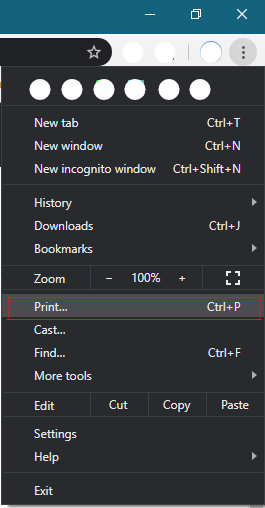 New tab Ctrl+T
New window Ctrl+N
New incognito window Ctrl+Shift+N
History
Downloads Ctrl+J
Bookmarks
Zoom − 100% +
Print... Ctrl+P
Cast...
Find... Ctrl+F
More tools
Edit Cut Copy Paste
Settings
Help
Exit